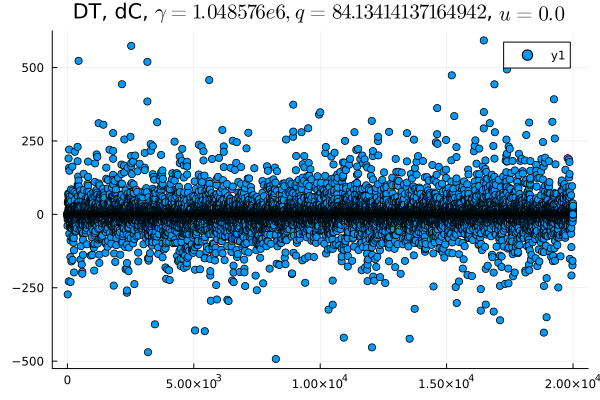 DT, dC, γ = 1.048576e6, q = 84.13414137164942, u = 0.0
y1
500
250
0
−250
−500
0 5.00×10³ 1.00×10⁴ 1.50×10⁴ 2.00×10⁴